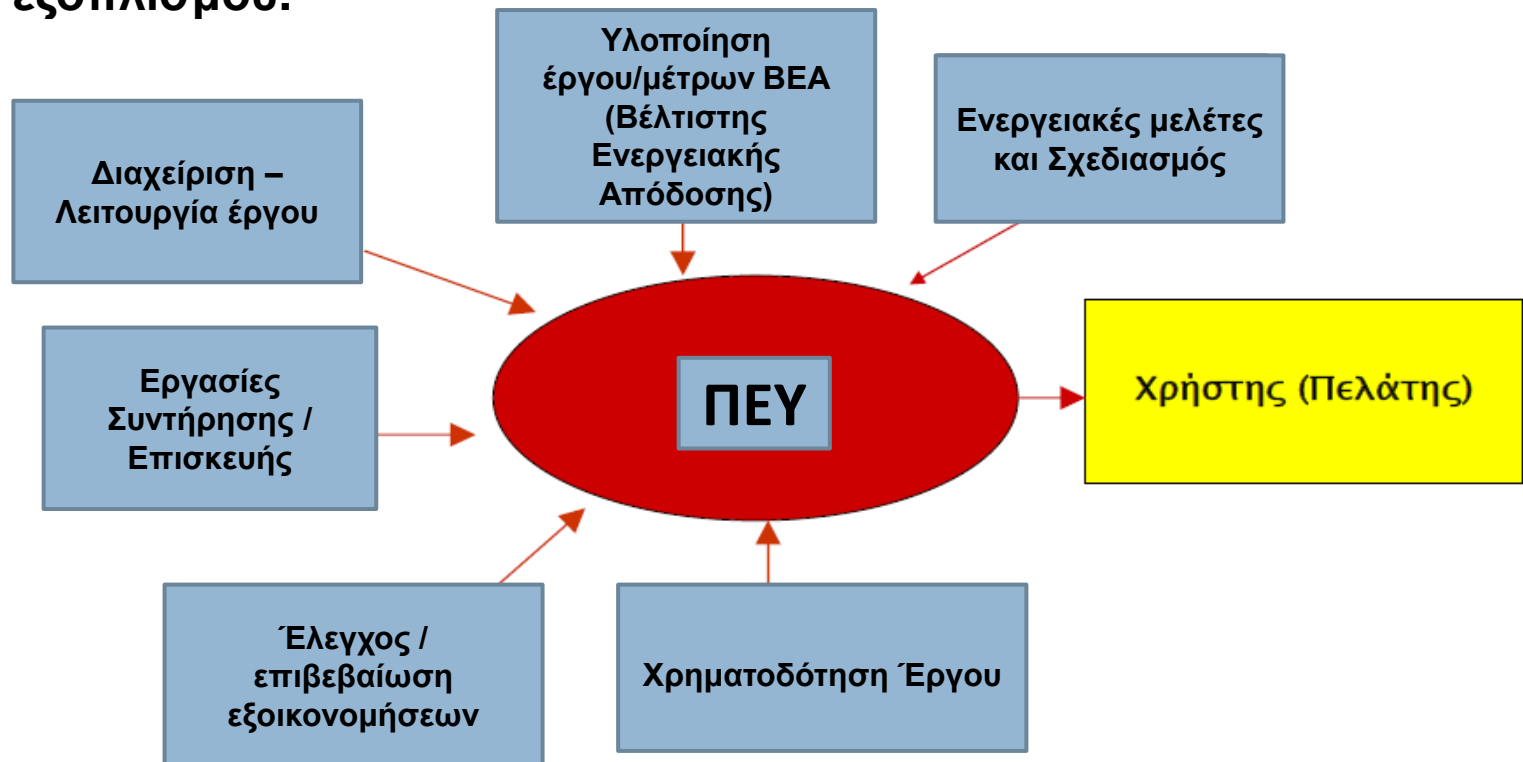 εξοπλισμού.
Υλοποίηση
έργου/μέτρων ΒΕΑ
(Βέλτιστης
Ενεργειακής
Απόδοσης)
Ενεργειακές μελέτες
και Σχεδιασμός
Διαχείριση –
Λειτουργία έργου
Εργασίες
Συντήρησης /
Επισκευής
ΠΕΥ
Χρήστης (Πελάτης)
Έλεγχος /
επιβεβαίωση
εξοικονομήσεων
Χρηματοδότηση Έργου